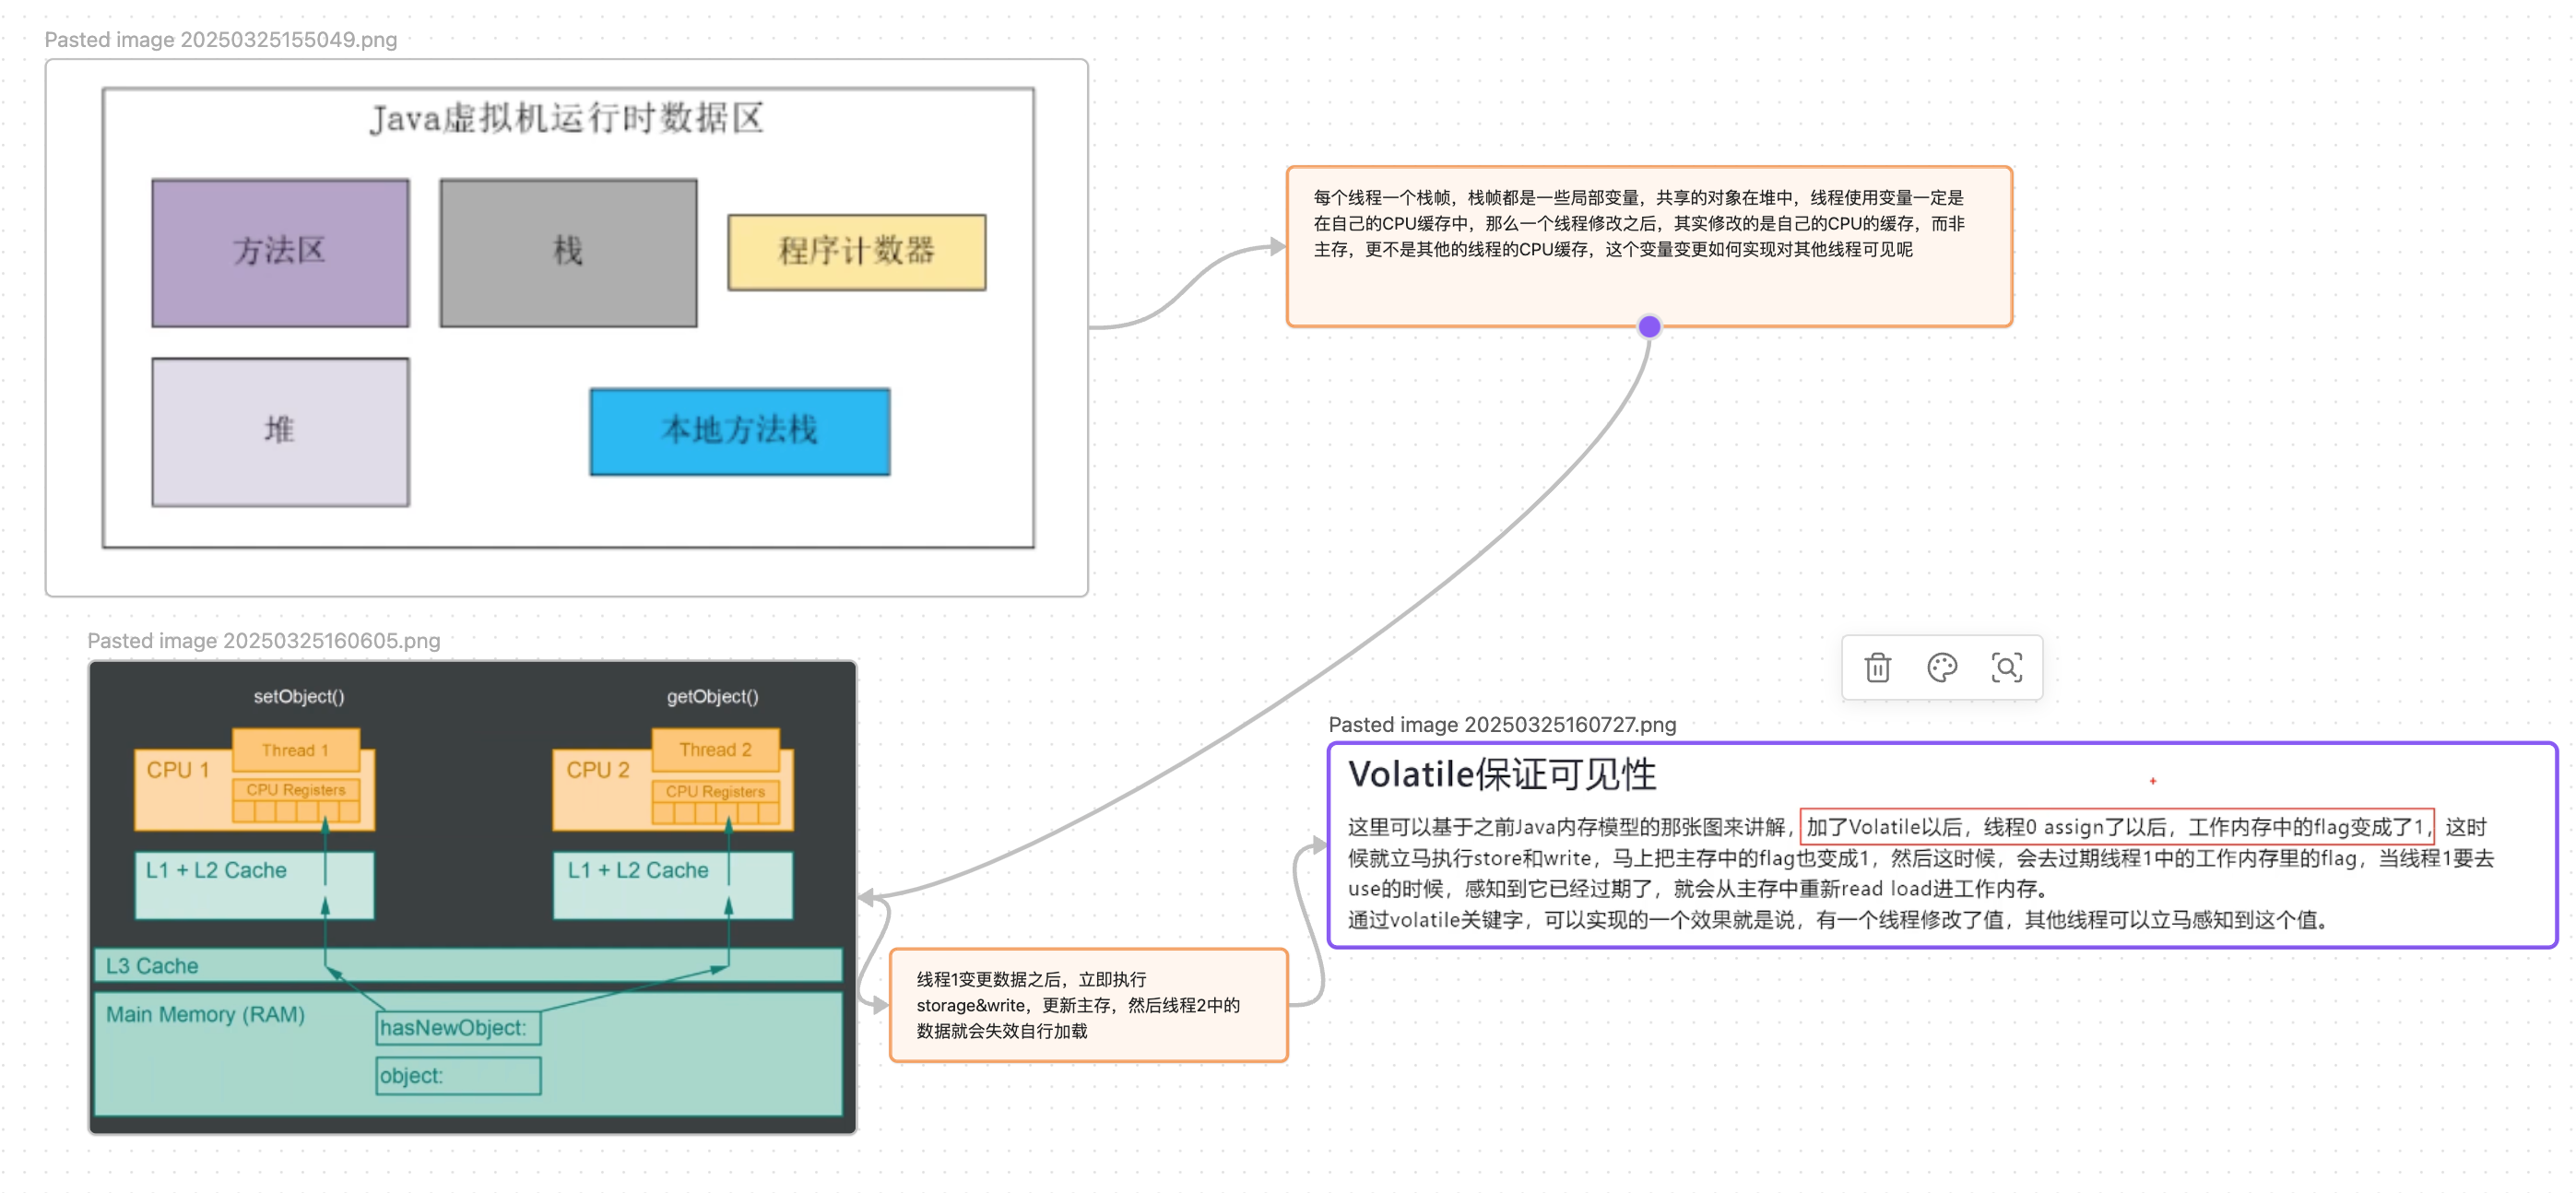 Pasted image 20250325155049.png
Java虚拟机运行时数据区
方法区
栈
程序计数器
堆
本地方法栈
每个线程一个栈帧，栈帧都是一些局部变量，共享的对象在堆中，线程使用变量一定是
在自己的CPU缓存中，那么一个线程修改之后，其实修改的是自己的CPU的缓存，而非
主存，更不是其他的线程的CPU缓存，这个变量变更如何实现对其他线程可见呢
Pasted image 20250325160605.png
setObject()
getObject()
Thread 1
CPU 1
CPU Registers
Thread 2
CPU 2
CPU Registers
L1 + L2 Cache
L1 + L2 Cache
L3 Cache
Main Memory (RAM)
hasNewObject:
object:
线程1变更数据之后，立即执行
storage&write，更新主存，然后线程2中的
数据就会失效自行加载
Pasted image 20250325160727.png
Volatile保证可见性
这里可以基于之前Java内存模型的那张图来讲解，加了Volatile以后，线程0 assign了以后，工作内存中的flag变成了1，这时
候就立马执行store和write，马上把主存中的flag也变成1，然后这时候，会去过期线程1中的工作内存里的flag，当线程1要去
use的时候，感知到它已经过期了，就会从主存中重新read load进工作内存。
通过volatile关键字，可以实现的一个效果就是说，有一个线程修改了值，其他线程可以立马感知到这个值。